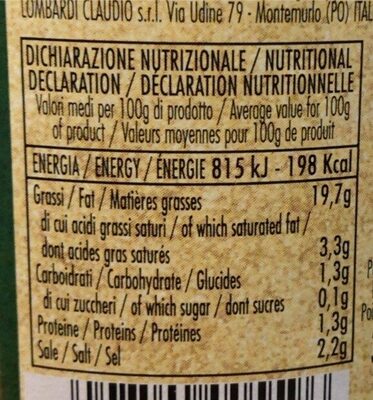 LOMBARDI CLAUDIO s.r.l. Via Udine 79 - Montemurlo (PO) ITAL
DICHIARAZIONE NUTRIZIONALE / NUTRITIONAL
DECLARATION / DÉCLARATION NUTRITIONNELLE
Valori medi per 100g di prodotto / Average value for 100g
of product / Valeurs moyennes pour 100g de produit
ENERGIA / ENERGY / ÉNERGIE 815 kJ - 198 Kcal
Grassi / Fat / Matières grasses 19,7g
di cui acidi grassi saturi / of which saturated fat /
dont acides gras saturés 3,3g
Carboidrati / Carbohydrate / Glucides 1,3g
di cui zuccheri / of which sugar / dont sucres 0,1g
Proteine / Proteins / Protéines 1,3g
Sale / Salt / Sel 2,2g